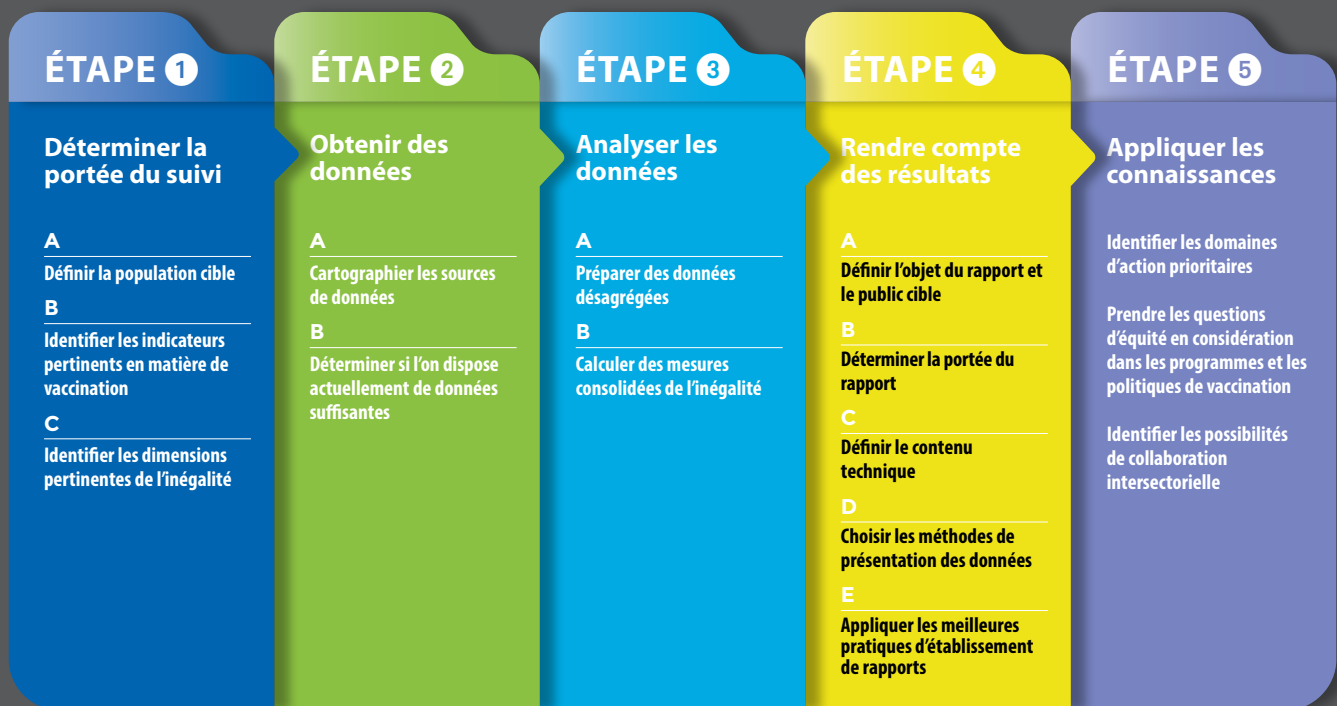 ÉTAPE 1
Déterminer la
portée du suivi
A
Définir la population cible
B
Identifier les indicateurs
pertinents en matière de
vaccination
C
Identifier les dimensions
pertinentes de l'inégalité
ÉTAPE 2
Obtenir des
données
A
Cartographier les sources
de données
B
Déterminer si l'on dispose
actuellement de données
suffisantes
ÉTAPE 3
Analyser les
données
A
Préparer des données
désagrégées
B
Calculer des mesures
consolidées de l'inégalité
ÉTAPE 4
Rendre compte
des résultats
A
Définir l'objet du rapport et
le public cible
B
Déterminer la portée du
rapport
C
Définir le contenu
technique
D
Choisir les méthodes de
présentation des données
E
Appliquer les meilleures
pratiques d'établissement
de rapports
ÉTAPE 5
Appliquer les
connaissances
Identifier les domaines
d'action prioritaires
Prendre les questions
d'équité en considération
dans les programmes et les
politiques de vaccination
Identifier les possibilités
de collaboration
intersectorielle